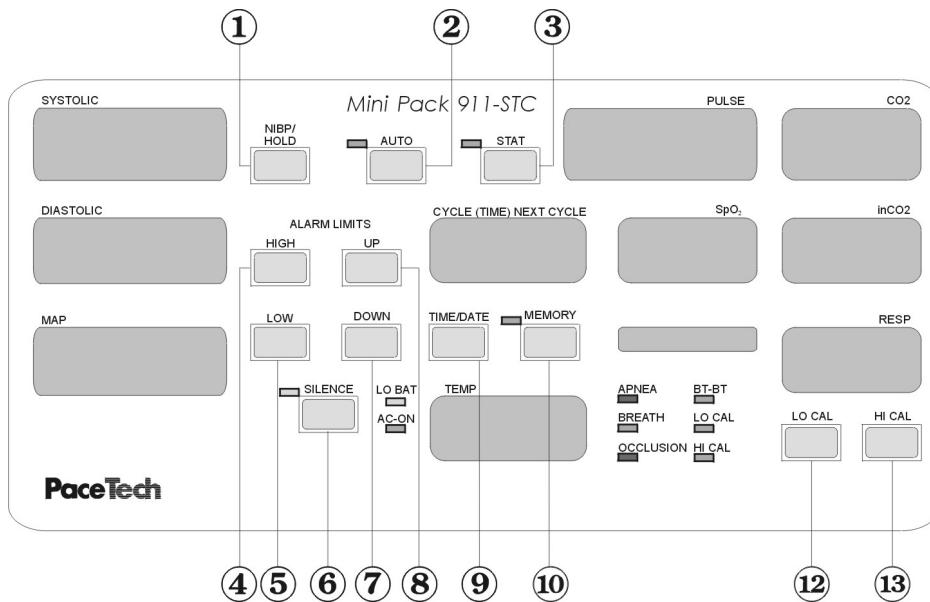 1 2 3
SYSTOLIC
Mini Pack 911-STC
PULSE
CO2
NIBP/
HOLD
AUTO
STAT
DIASTOLIC
CYCLE (TIME) NEXT CYCLE
SpO₂
inCO2
ALARM LIMITS
HIGH
UP
MAP
LOW
DOWN
TIME/DATE
MEMORY
RESP
SILENCE
LO BAT
AC-ON
TEMP
APNEA
BT-BT
BREATH
LO CAL
OCCLUSION
HI CAL
LO CAL
HI CAL
PaceTech
4 5 6 7 8 9 10 12 13